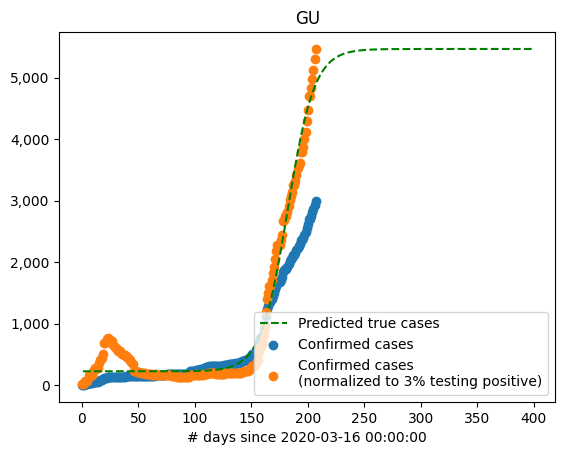 GU
5,000
4,000
3,000
2,000
1,000
0
Predicted true cases
Confirmed cases
Confirmed cases
(normalized to 3% testing positive)
0 50 100 150 200 250 300 350 400
# days since 2020-03-16 00:00:00